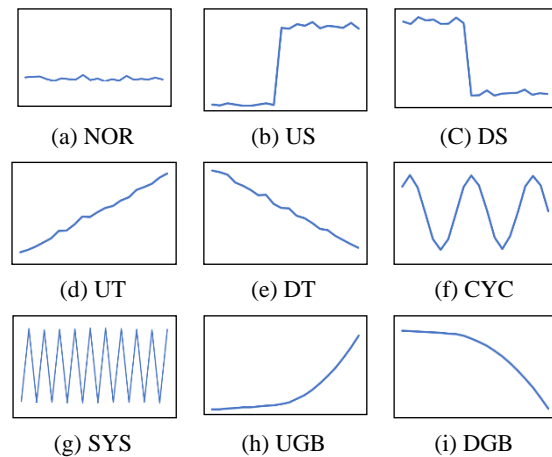 (a) NOR (b) US (C) DS
(d) UT (e) DT (f) CYC
(g) SYS (h) UGB (i) DGB